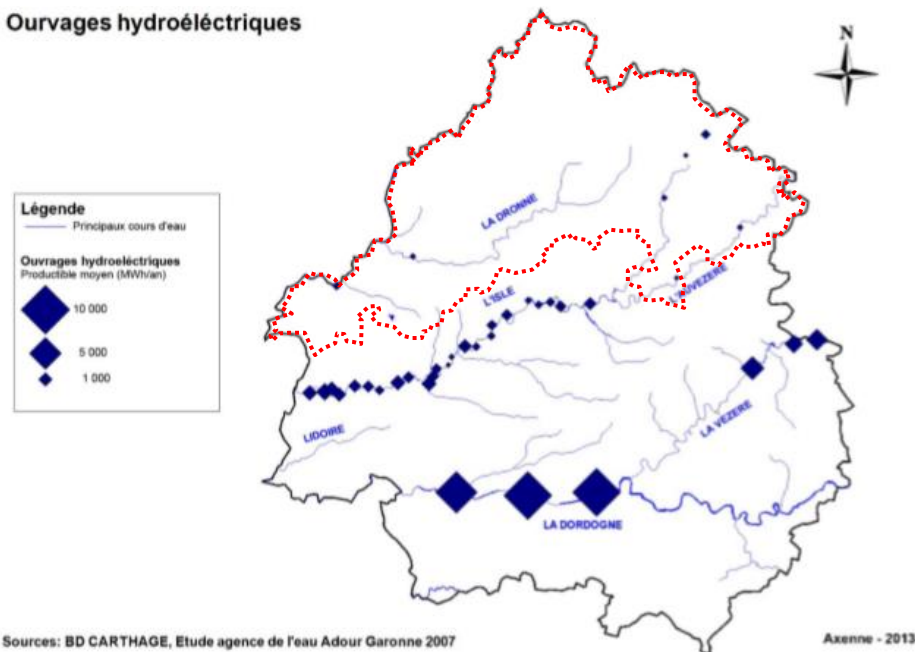 Ourvages hydroéléctriques
N
LA DRONNE
L'ISLE
L'AUVEZERE
Légende
Principaux cours d'eau
Ouvrages hydroeléctriques
Productible moyen (MWh/an)
10 000
5 000
1 000
LIDOIRE
LA VEZERE
LA DORDOGNE
Sources: BD CARTHAGE, Etude agence de l'eau Adour Garonne 2007
Axenne - 2013